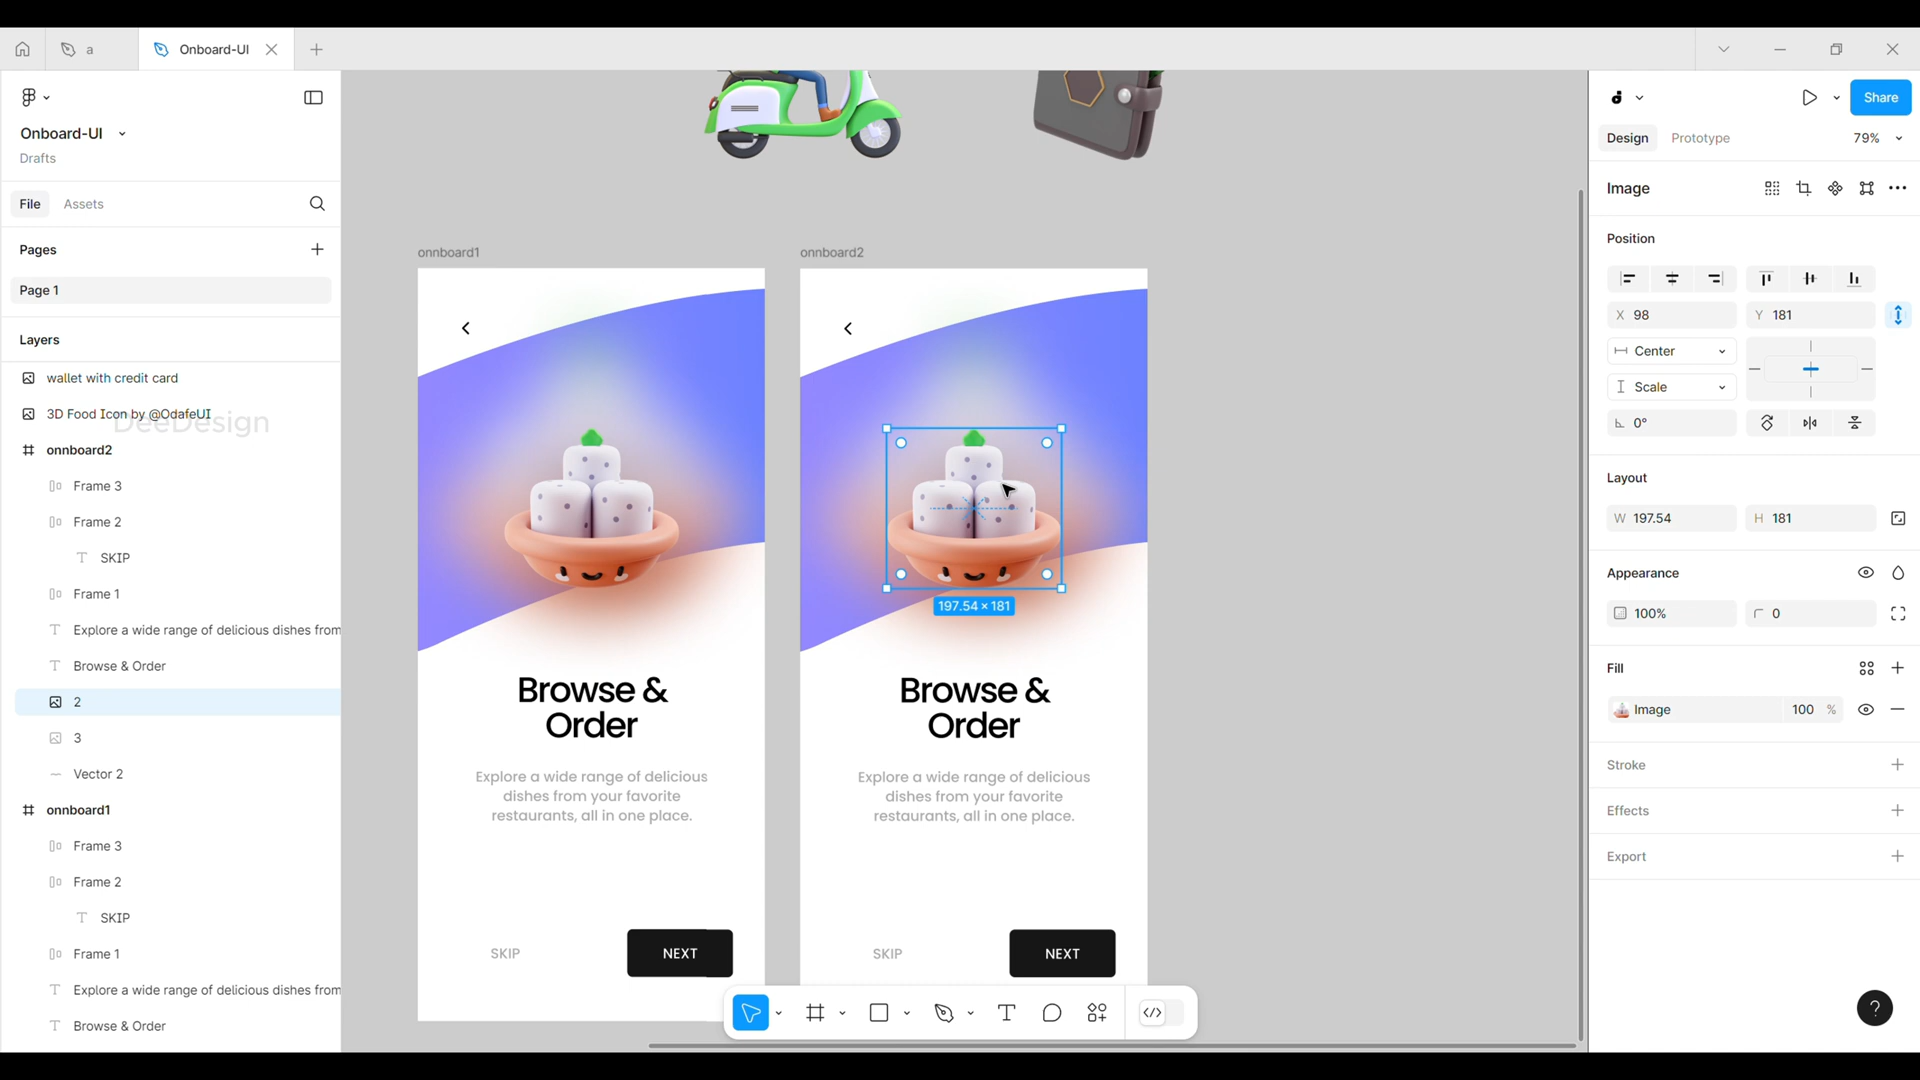 a
Onboard-UI
Onboard-UI
Drafts
File
Assets
Pages
Page 1
Layers
wallet with credit card
3D Food Icon by @OdafeUI
DeeDesign
onnboard2
Frame 3
Frame 2
SKIP
Frame 1
Explore a wide range of delicious dishes from
Browse & Order
2
3
Vector 2
onnboard1
Frame 3
Frame 2
SKIP
Frame 1
Explore a wide range of delicious dishes from
Browse & Order
onnboard1
Browse &
Order
Explore a wide range of delicious
dishes from your favorite
restaurants, all in one place.
SKIP
NEXT
onnboard2
197.54 × 181
Browse &
Order
Explore a wide range of delicious
dishes from your favorite
restaurants, all in one place.
SKIP
NEXT
Share
Design
Prototype
79%
Image
Position
X 98
Y 181
Center
Scale
0°
Layout
W 197.54
H 181
Appearance
100%
0
Fill
Image
100 %
Stroke
Effects
Export
?